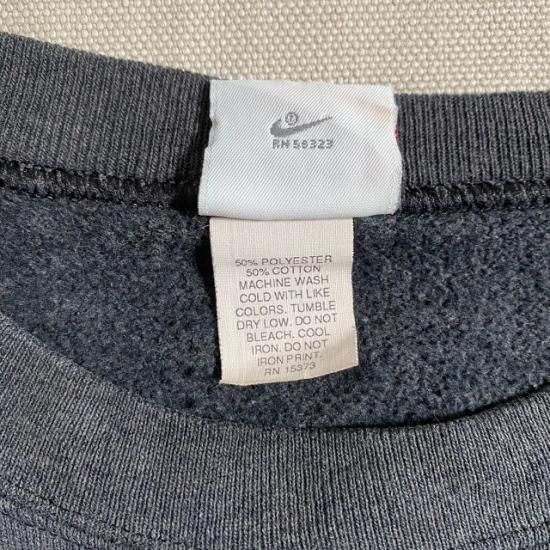 RN 56323
50% POLYESTER
50% COTTON
MACHINE WASH
COLD WITH LIKE
COLORS. TUMBLE
DRY LOW. DO NOT
BLEACH. COOL
IRON. DO NOT
IRON PRINT.
RN 15373